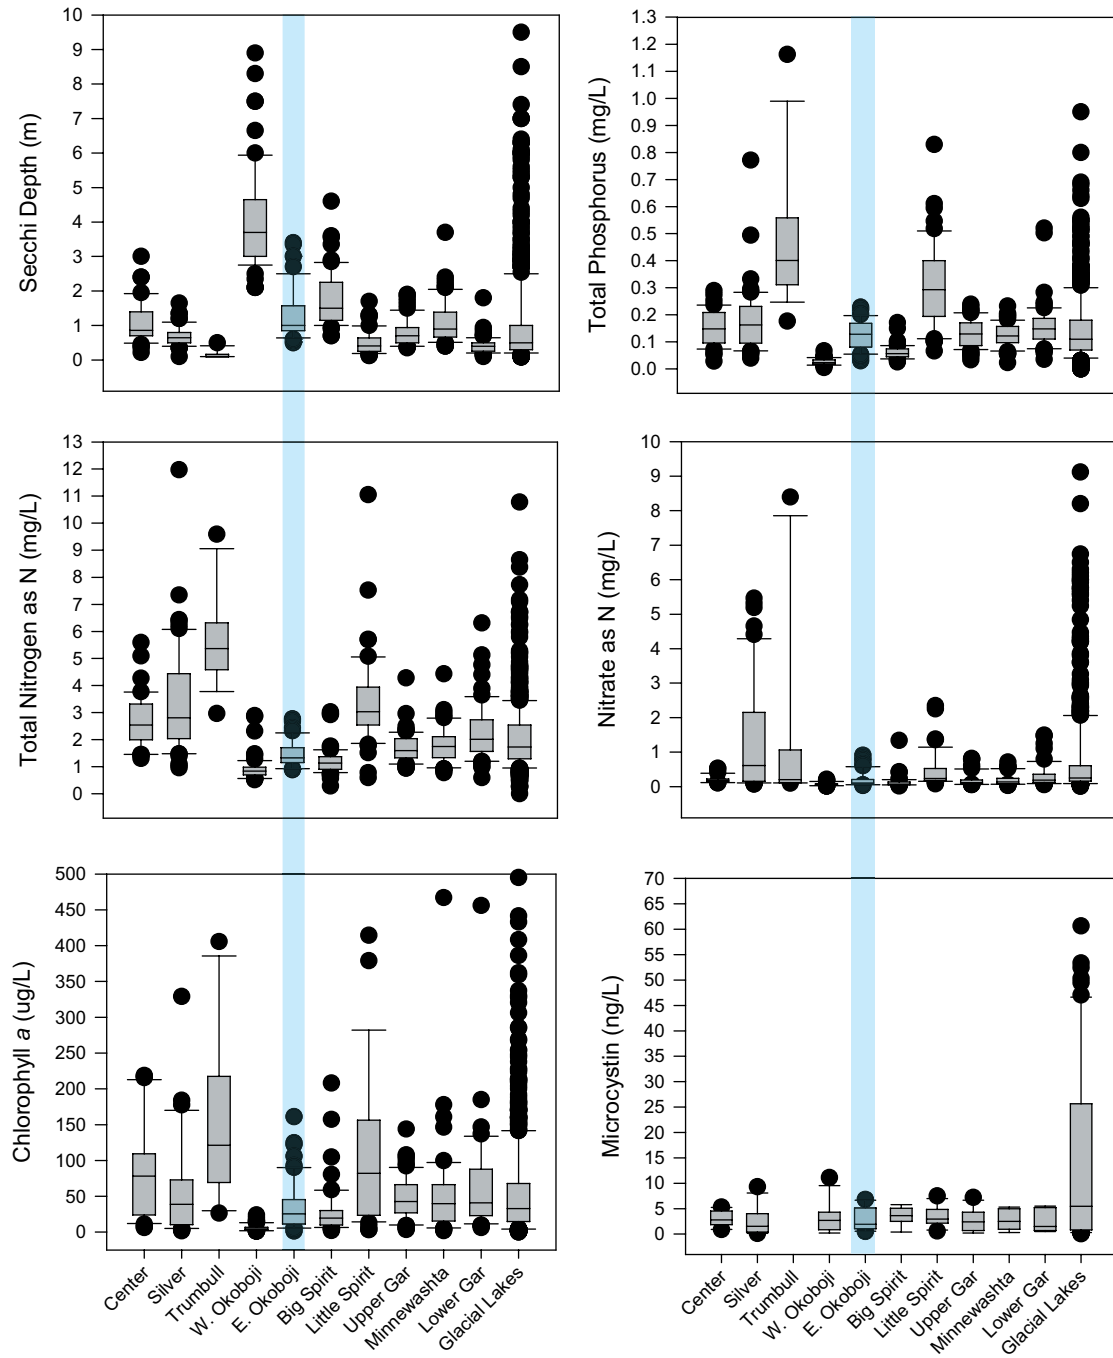 Secchi Depth (m)
10
9
8
7
6
5
4
3
2
1
0
Total Phosphorus (mg/L)
1.3
1.2
1.1
1.0
0.9
0.8
0.7
0.6
0.5
0.4
0.3
0.2
0.1
0.0
Total Nitrogen as N (mg/L)
13
12
11
10
9
8
7
6
5
4
3
2
1
0
Nitrate as N (mg/L)
10
9
8
7
6
5
4
3
2
1
0
Chlorophyll a (ug/L)
500
450
400
350
300
250
200
150
100
50
0
Center
Silver
Trumbull
W. Okoboji
E. Okoboji
Big Spirit
Little Spirit
Upper Gar
Minnewashta
Lower Gar
Glacial Lakes
Microcystin (ng/L)
70
65
60
55
50
45
40
35
30
25
20
15
10
5
0
Center
Silver
Trumbull
W. Okoboji
E. Okoboji
Big Spirit
Little Spirit
Upper Gar
Minnewashta
Lower Gar
Glacial Lakes